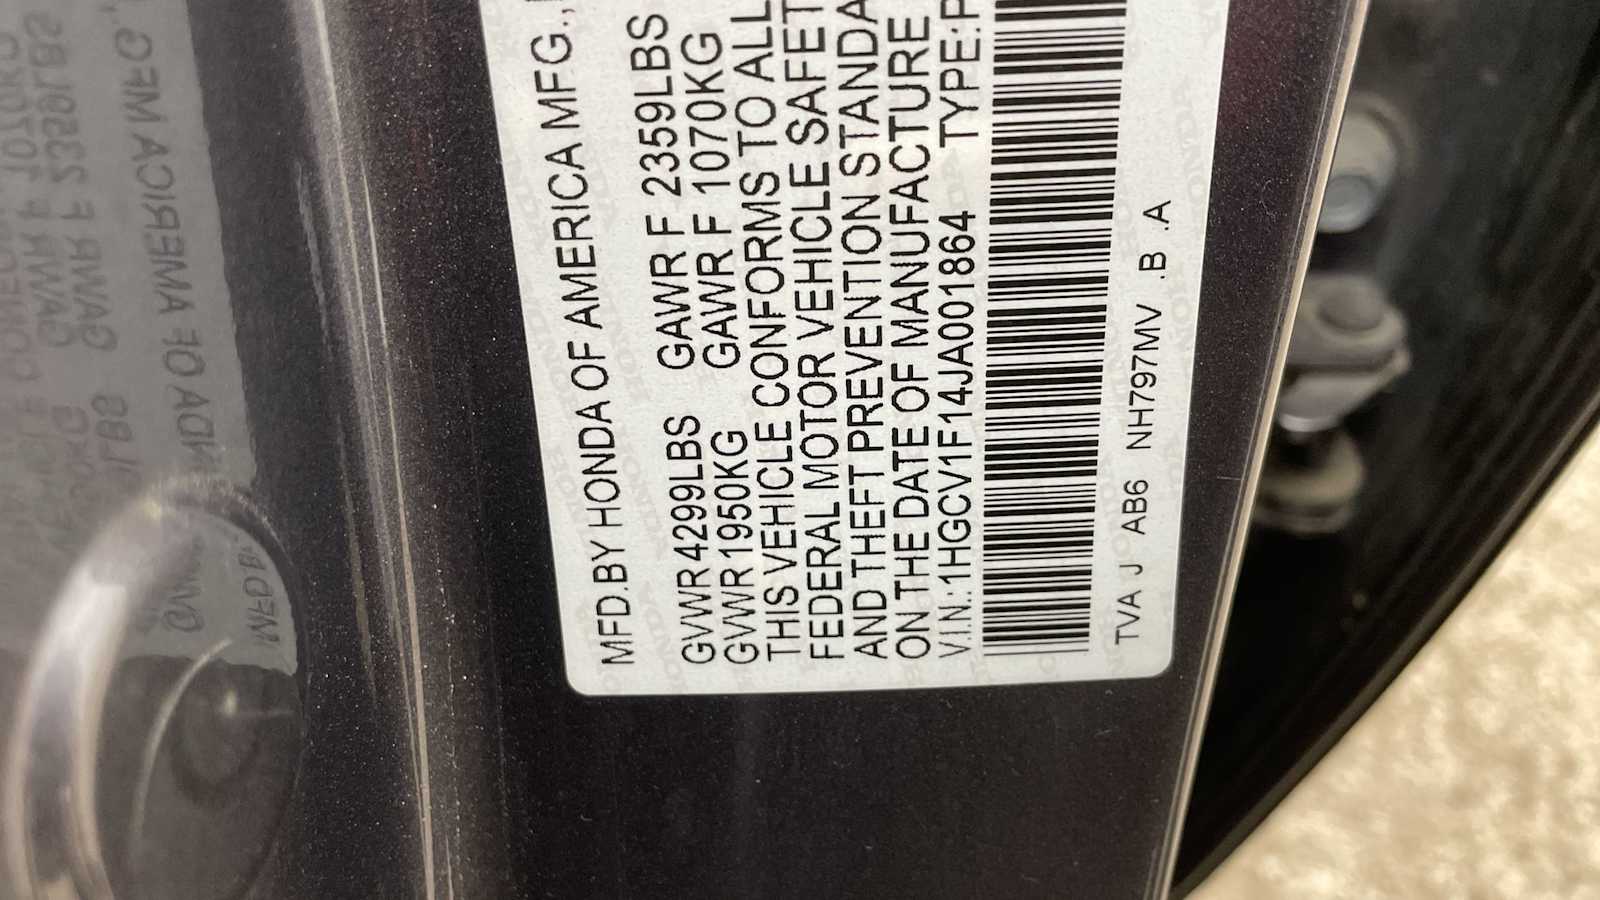 MFD.BY HONDA OF AMERICA MFG.,
GVWR 4299LBS GAWR F 2359LBS
GVWR 1950KG GAWR F 1070KG
THIS VEHICLE CONFORMS TO ALL
FEDERAL MOTOR VEHICLE SAFET
AND THEFT PREVENTION STANDA
ON THE DATE OF MANUFACTURE
V.I.N.:1HGCV1F14JA001864 TYPE:P
TVA J AB6 NH797MV .B .A